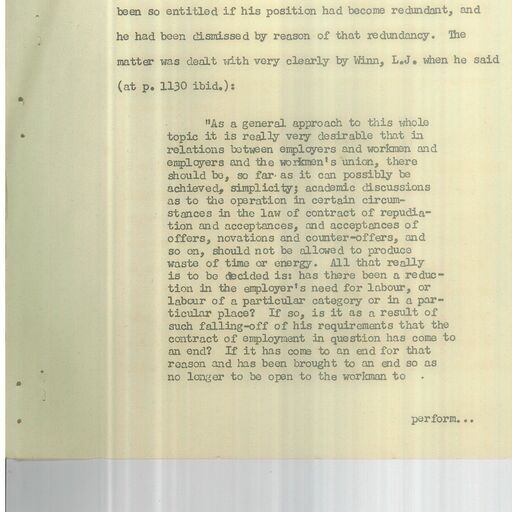 been so entitled if his position had become redundant, and
he had been dismissed by reason of that redundancy. The
matter was dealt with very clearly by Winn, L.J. when he said
(at p. 1130 ibid.):
"As a general approach to this whole
topic it is really very desirable that in
relations between employers and workmen and
employers and the workmen's union, there
should be, so far as it can possibly be
achieved, simplicity; academic discussions
as to the operation in certain circum-
stances in the law of contract of repudia-
tion and acceptances, and acceptances of
offers, novations and counter-offers, and
so on, should not be allowed to produce
waste of time or energy. All that really
is to be decided is: has there been a reduc-
tion in the employer's need for labour, or
labour of a particular category or in a par-
ticular place? If so, is it as a result of
such falling-off of his requirements that the
contract of employment in question has come to
an end? If it has come to an end for that
reason and has been brought to an end so as
no longer to be open to the workman to .
perform...